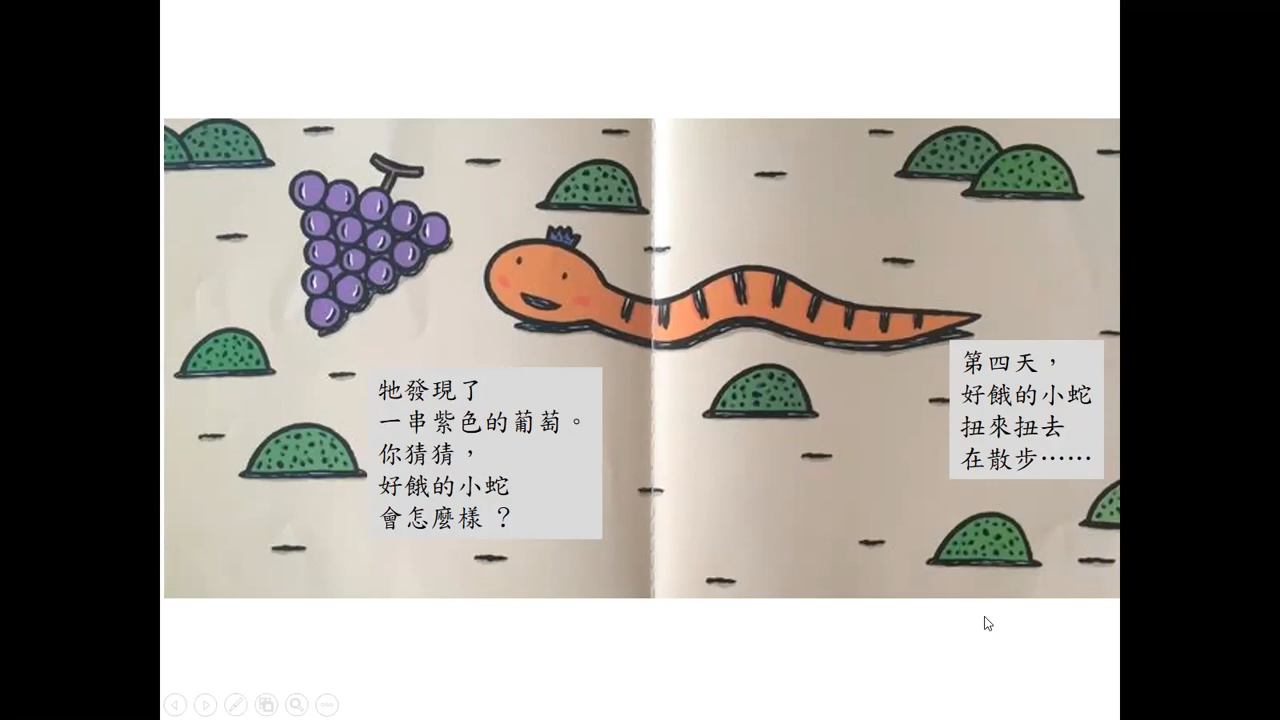 第四天，
好餓的小蛇
扭來扭去
在散步⋯⋯
牠發現了
一串紫色的葡萄。
你猜猜，
好餓的小蛇
會怎麼樣？